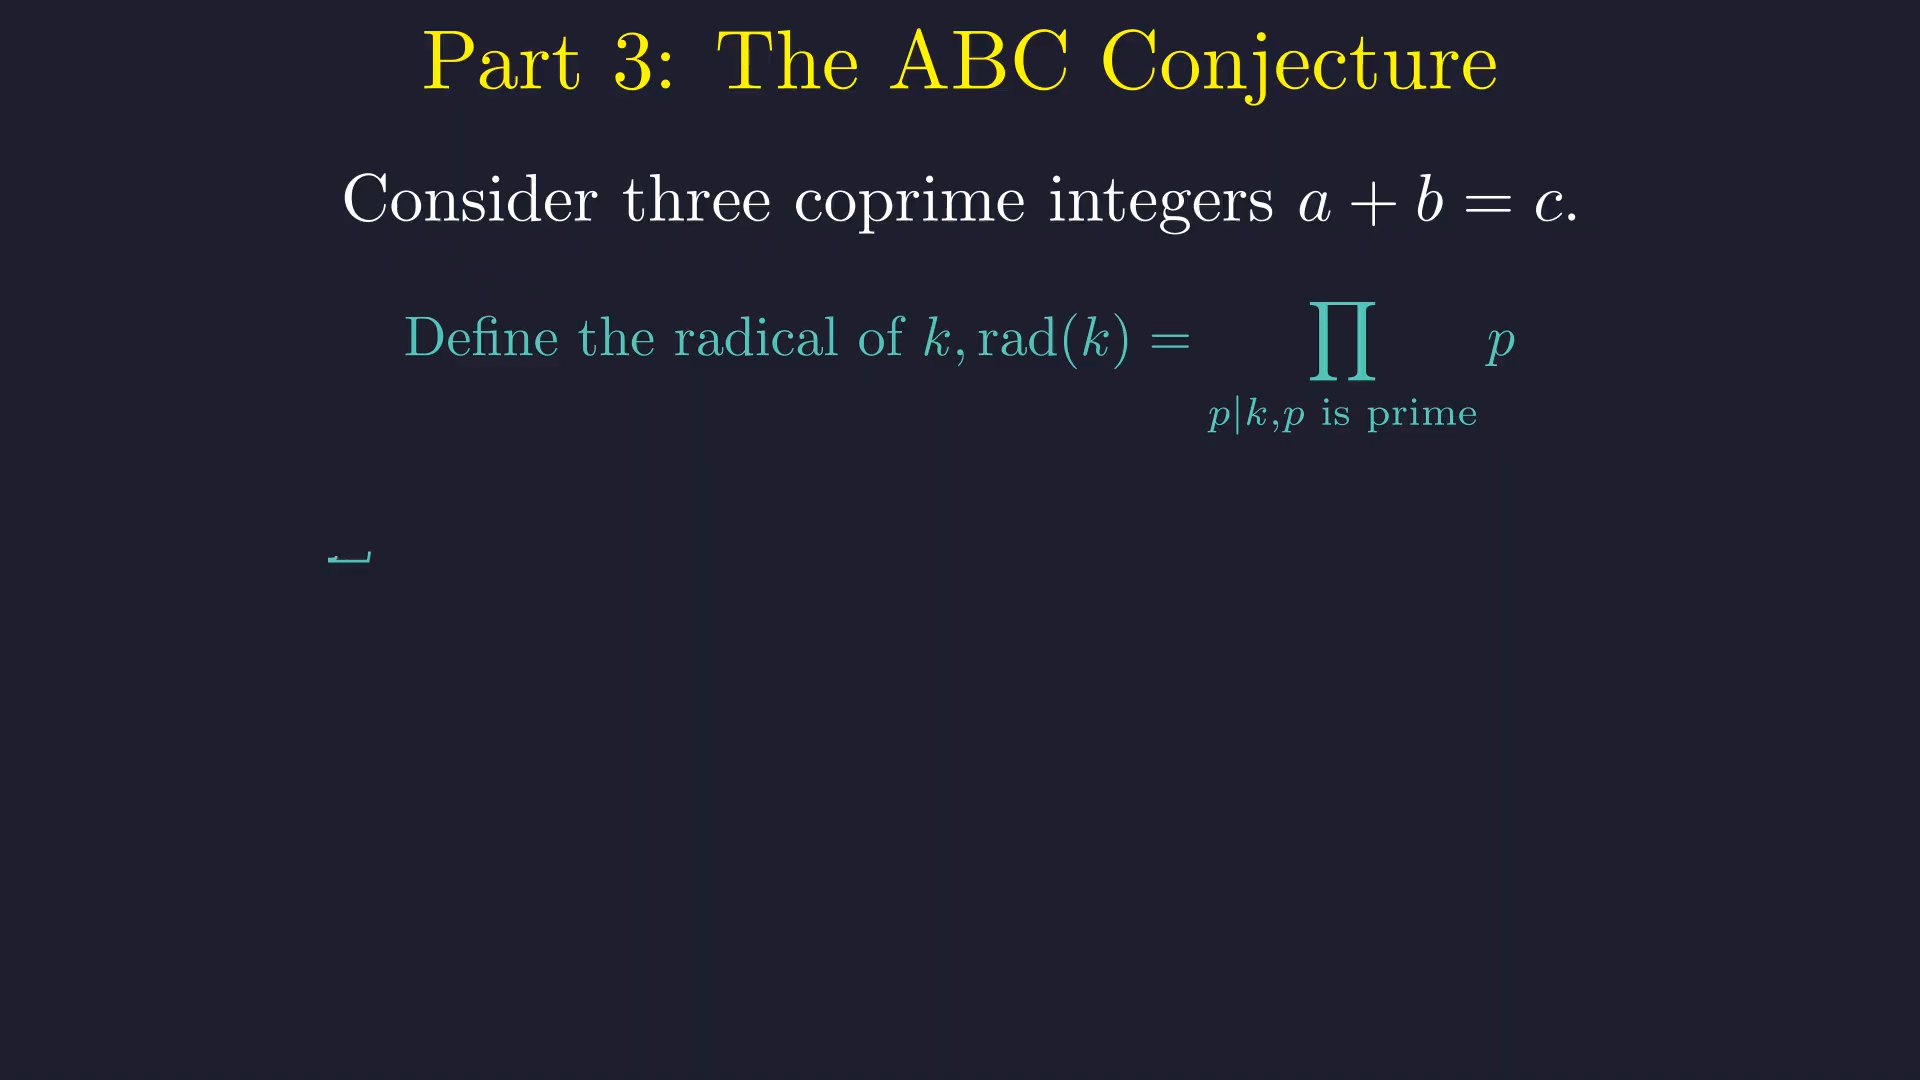 Part 3: The ABC Conjecture
Consider three coprime integers a + b = c.
Define the radical of k, rad(k) = ∏ p
p|k,p is prime